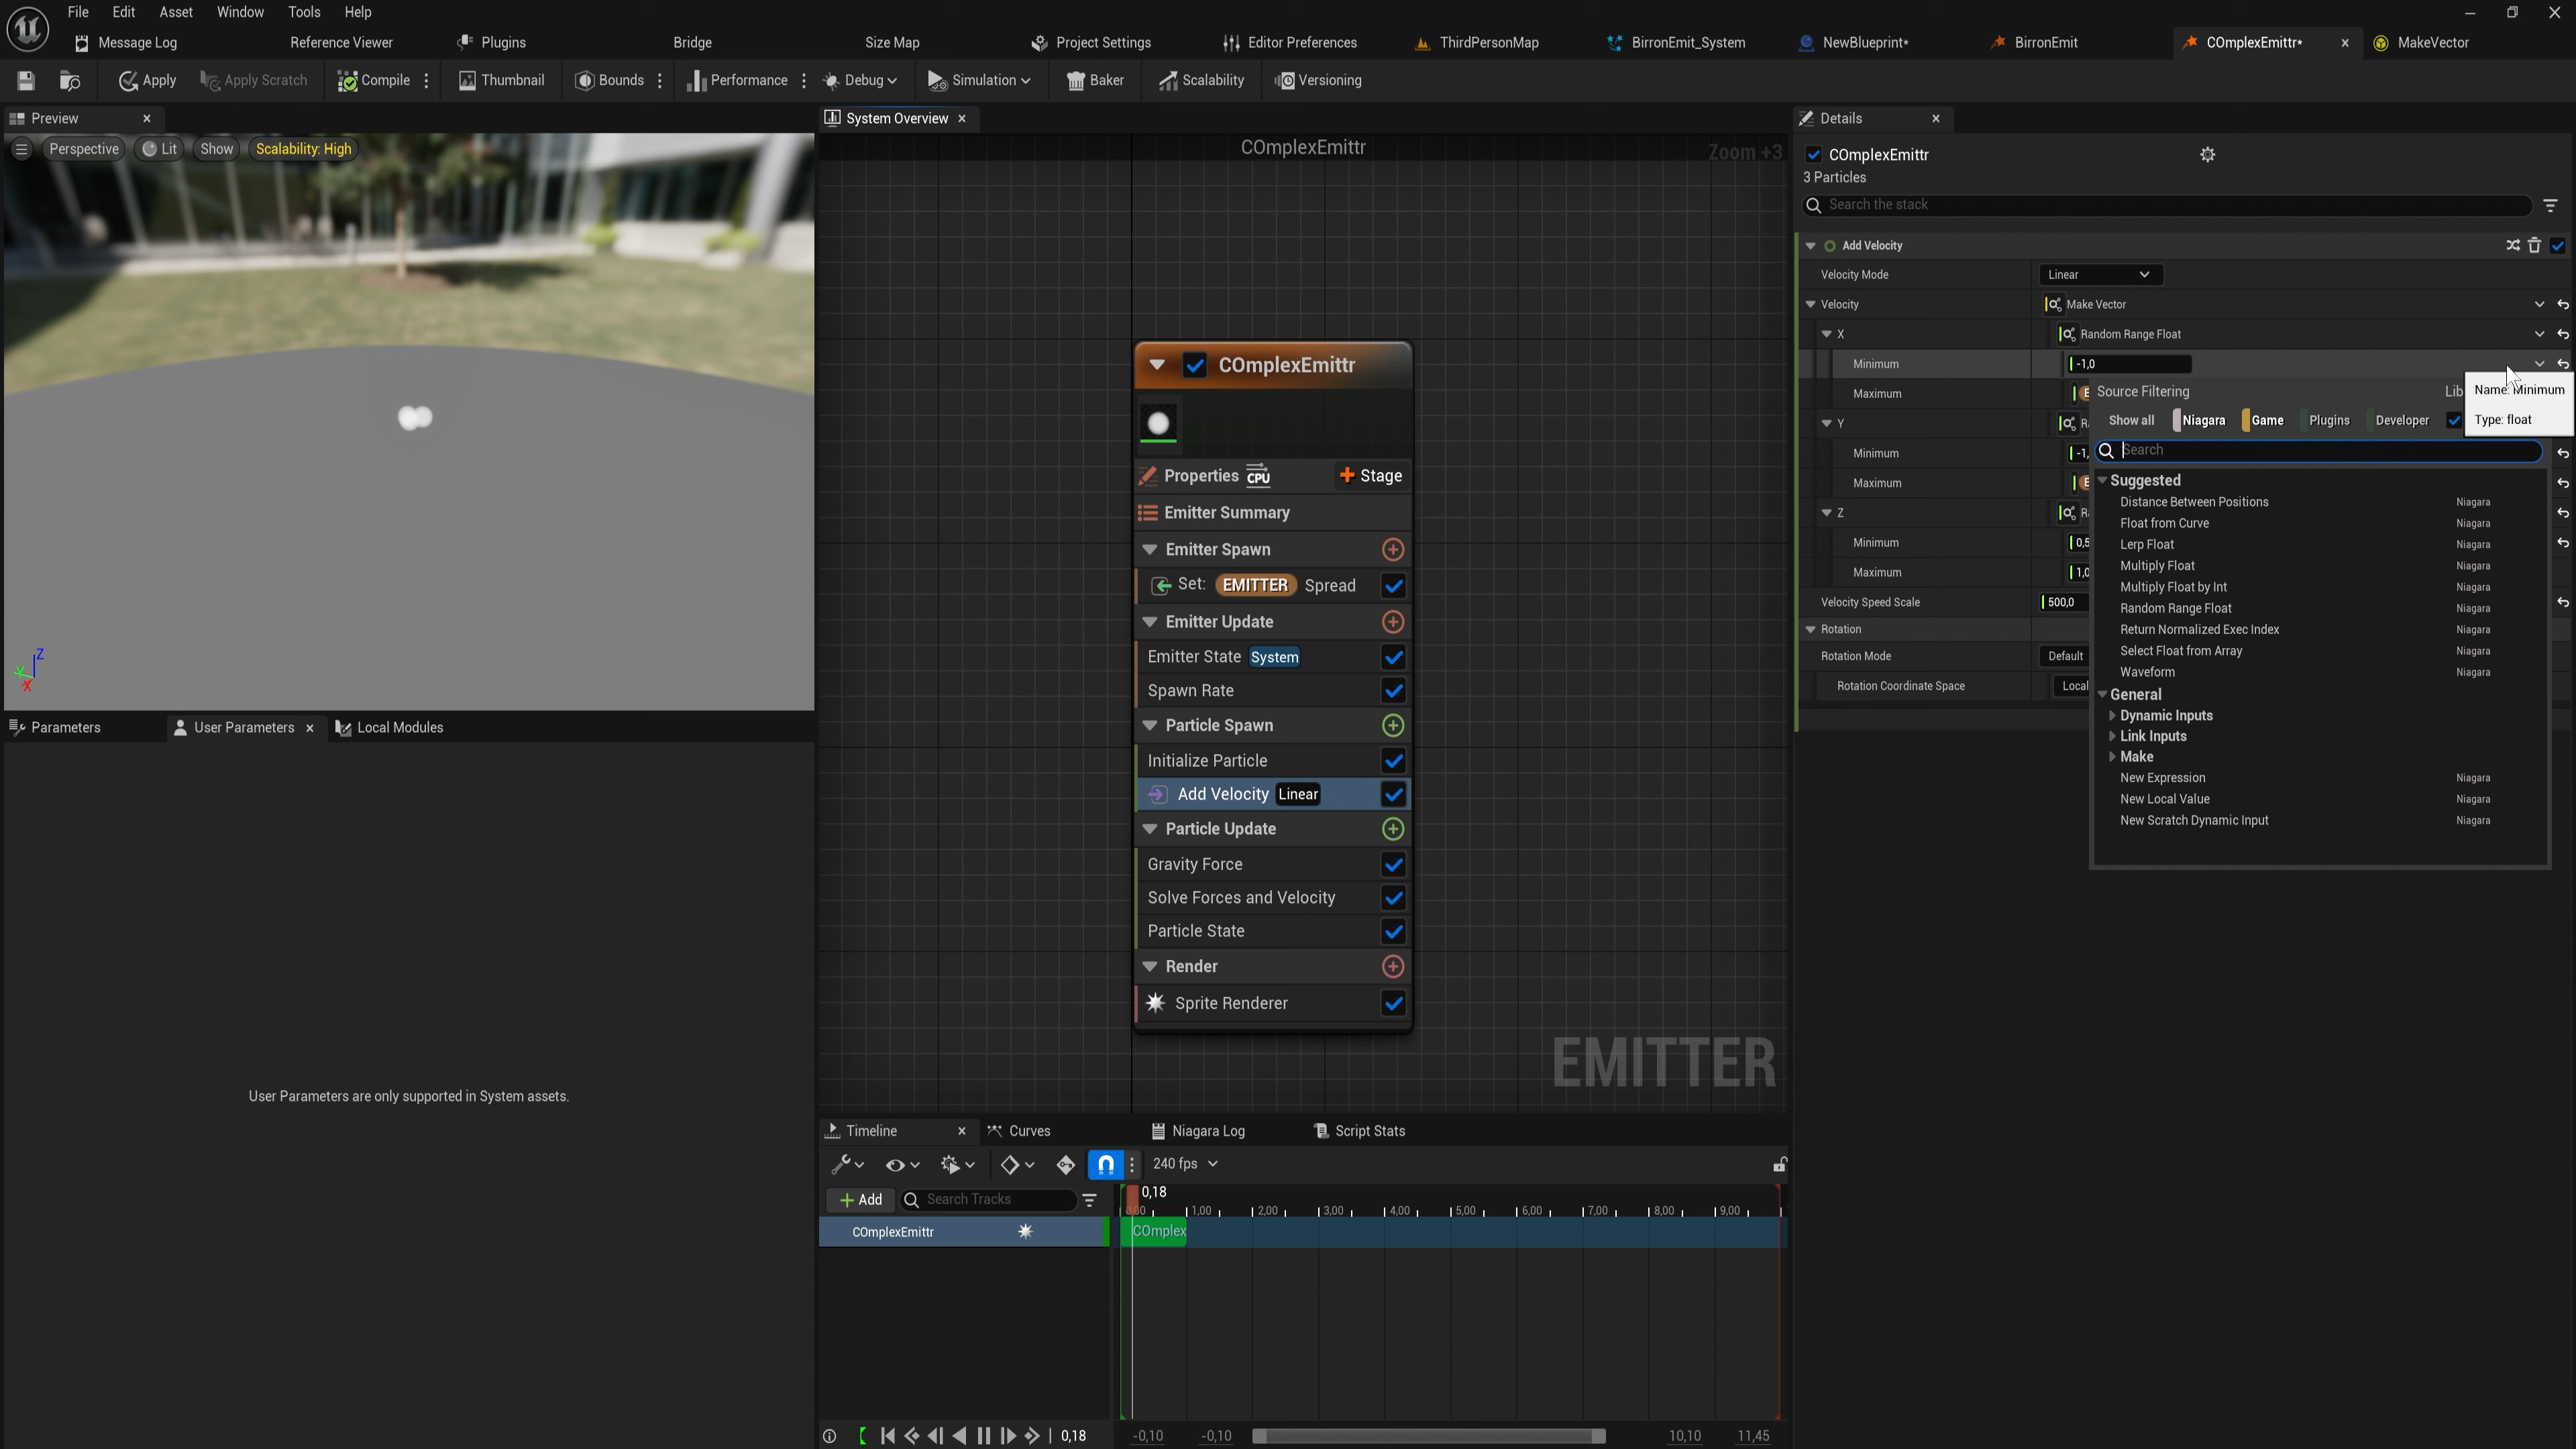 File Edit Asset Window Tools Help
Message Log Reference Viewer Plugins Bridge Size Map Project Settings Editor Preferences ThirdPersonMap BirronEmit_System NewBlueprint* BirronEmit COmplexEmittr* MakeVector
Apply Apply Scratch Compile Thumbnail Bounds Performance Debug Simulation Baker Scalability Versioning
Preview
Perspective Lit Show Scalability: High
Z
Y
X
Parameters User Parameters Local Modules
User Parameters are only supported in System assets.
System Overview
COmplexEmittr
Zoom +3
COmplexEmittr
Properties CPU Stage
Emitter Summary
Emitter Spawn
Set: EMITTER Spread
Emitter Update
Emitter State System
Spawn Rate
Particle Spawn
Initialize Particle
Add Velocity Linear
Particle Update
Gravity Force
Solve Forces and Velocity
Particle State
Render
Sprite Renderer
EMITTER
Timeline Curves Niagara Log Script Stats
240 fps
Add Search Tracks
0,18
0,00 1,00 2,00 3,00 4,00 5,00 6,00 7,00 8,00 9,00
COmplexEmittr COmplex
0,18 -0,10 -0,10 10,10 11,45
Details
COmplexEmittr
3 Particles
Search the stack
Add Velocity
Velocity Mode Linear
Velocity Make Vector
X Random Range Float
Minimum -1,0
Maximum E
Y R
Minimum -1,
Maximum E
Z R
Minimum 0,5
Maximum 1,0
Velocity Speed Scale 500,0
Rotation
Rotation Mode Default
Rotation Coordinate Space Local
Source Filtering Lib
Name: Minimum
Type: float
Show all Niagara Game Plugins Developer
Search
Suggested
Distance Between Positions Niagara
Float from Curve Niagara
Lerp Float Niagara
Multiply Float Niagara
Multiply Float by Int Niagara
Random Range Float Niagara
Return Normalized Exec Index Niagara
Select Float from Array Niagara
Waveform Niagara
General
Dynamic Inputs
Link Inputs
Make
New Expression Niagara
New Local Value Niagara
New Scratch Dynamic Input Niagara